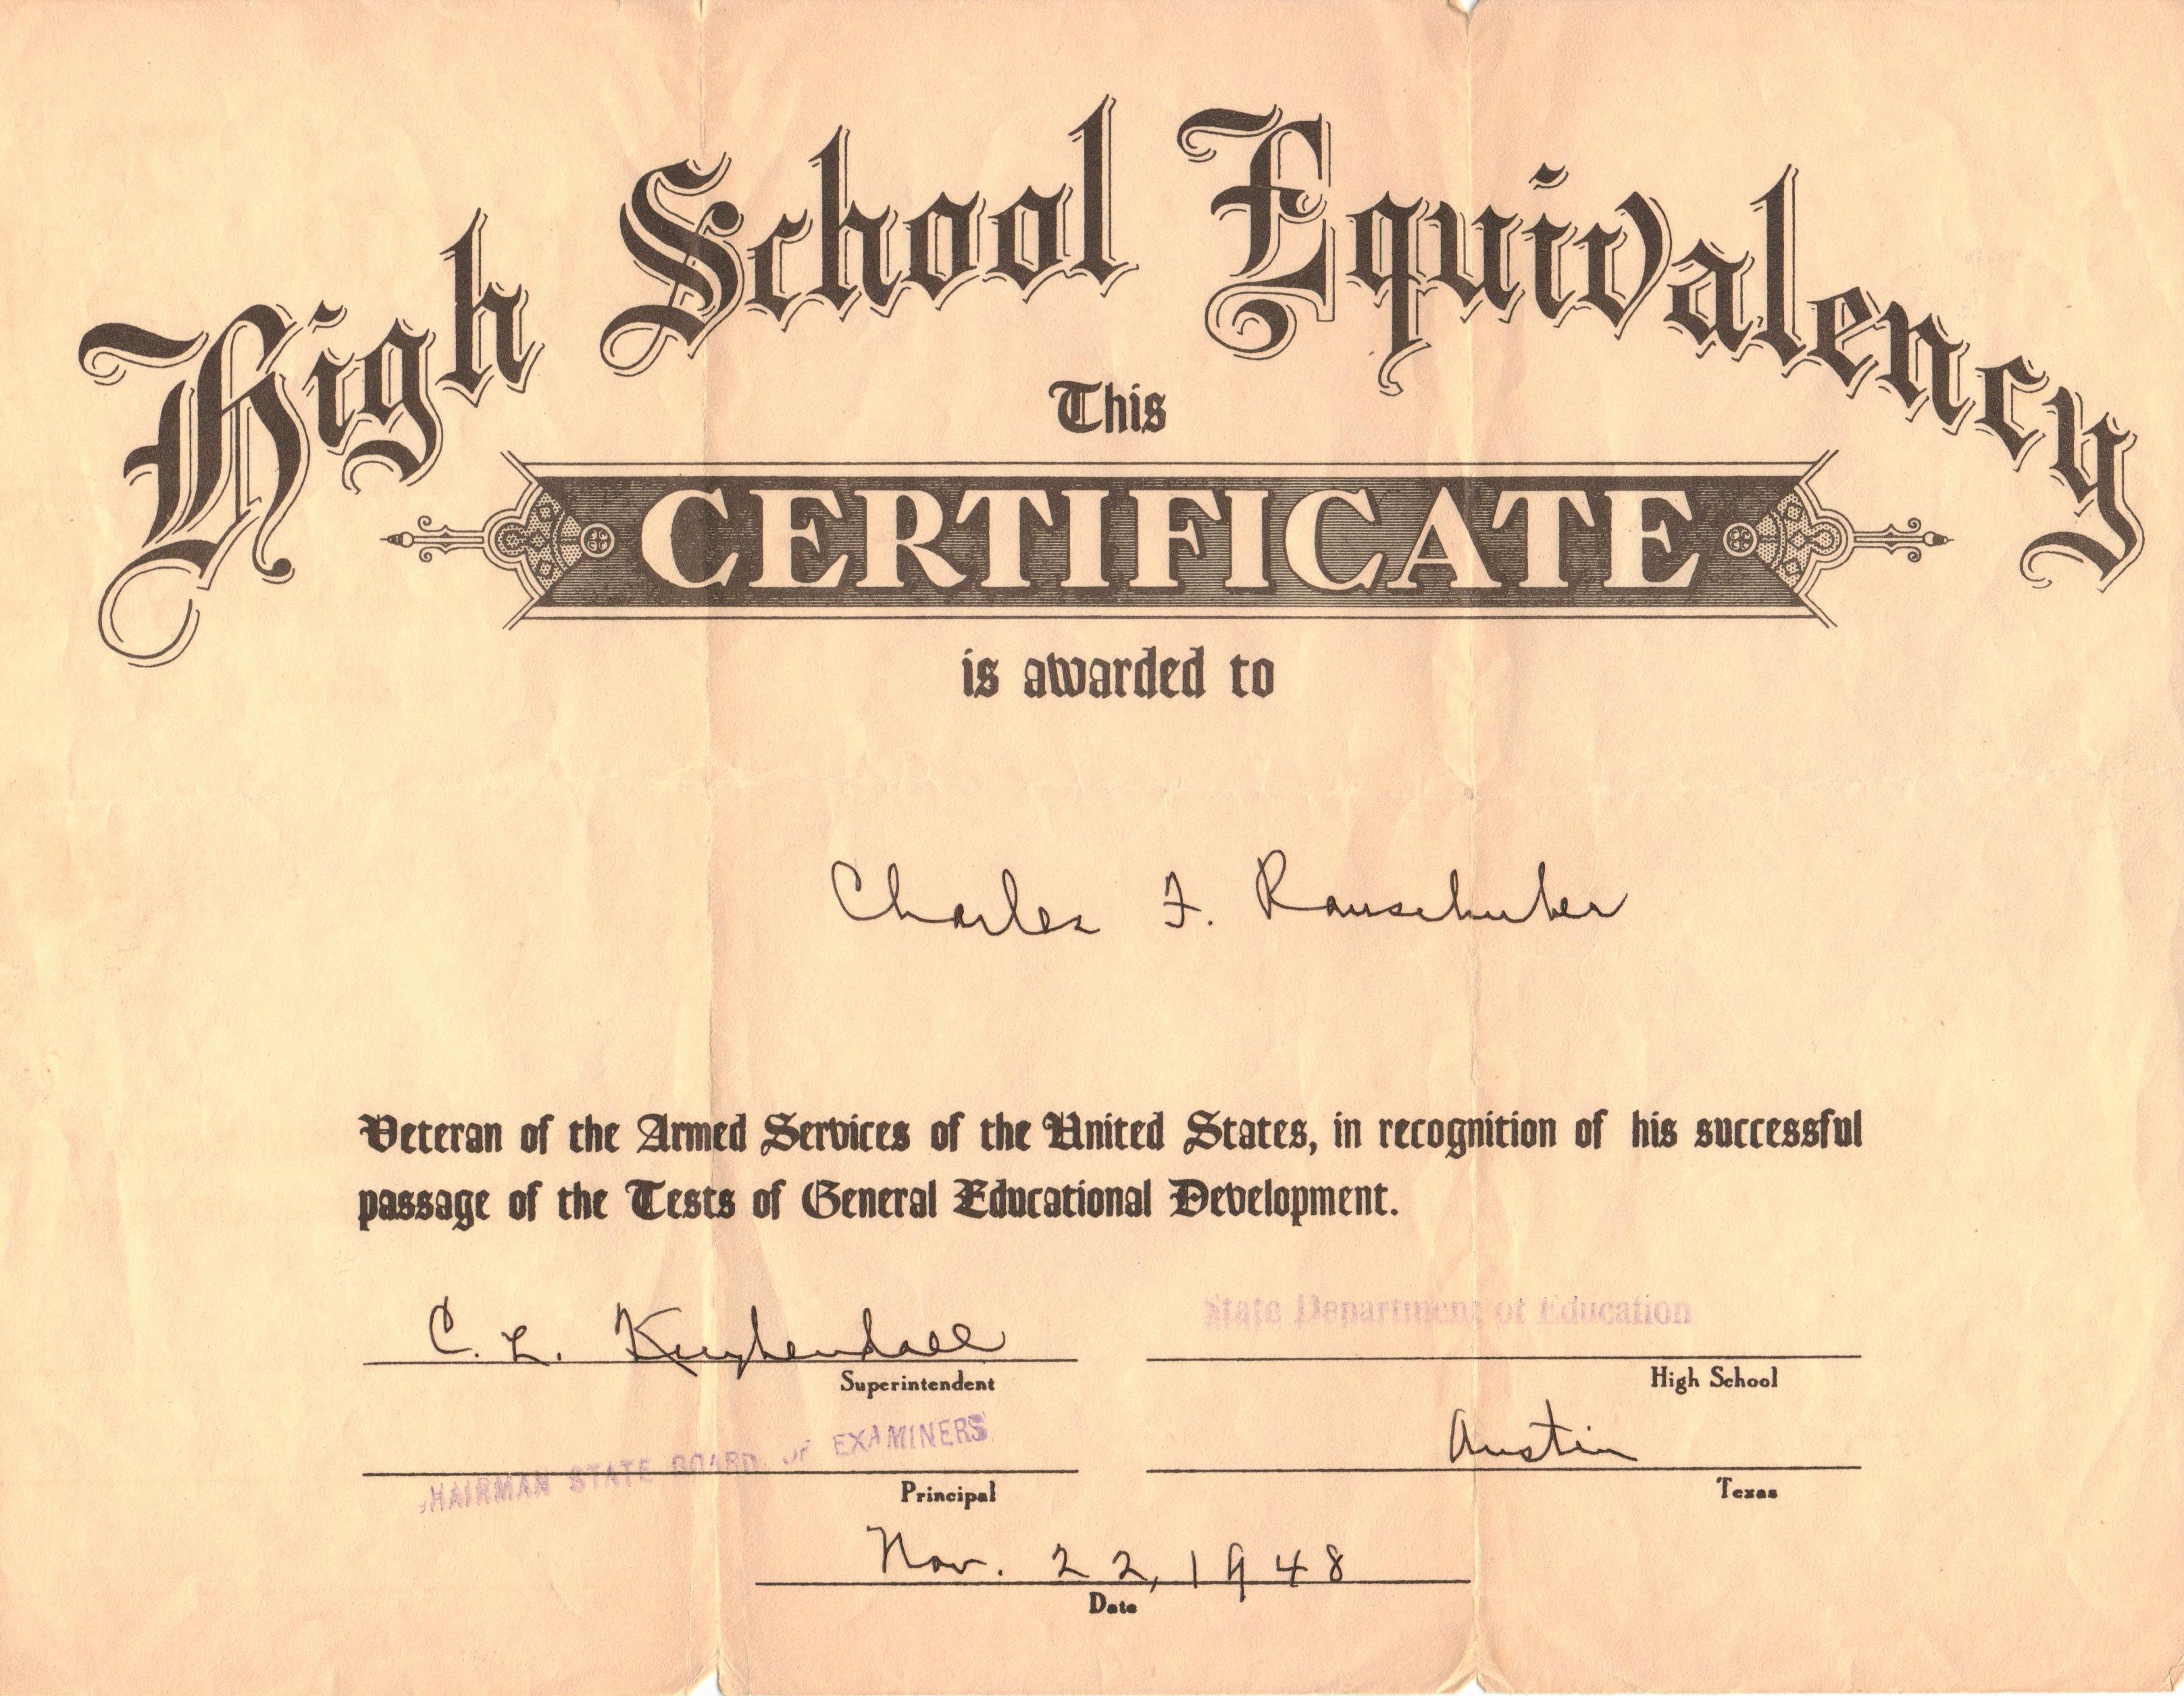 High School Equivalency
This
CERTIFICATE
is awarded to
Charles F. Rauschuber
Veteran of the Armed Services of the United States, in recognition of his successful
passage of the Tests of General Educational Development.
C. L. Kuykendall
Superintendent
State Department of Education
High School
CHAIRMAN STATE BOARD OF EXAMINERS
Principal
Austin
Texas
Nov. 22, 1948
Date